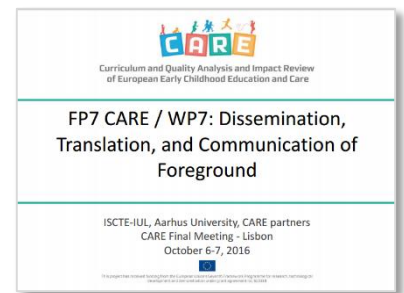 CARE
Curriculum and Quality Analysis and Impact Review
of European Early Childhood Education and Care
FP7 CARE / WP7: Dissemination,
Translation, and Communication of
Foreground
ISCTE-IUL, Aarhus University, CARE partners
CARE Final Meeting - Lisbon
October 6-7, 2016